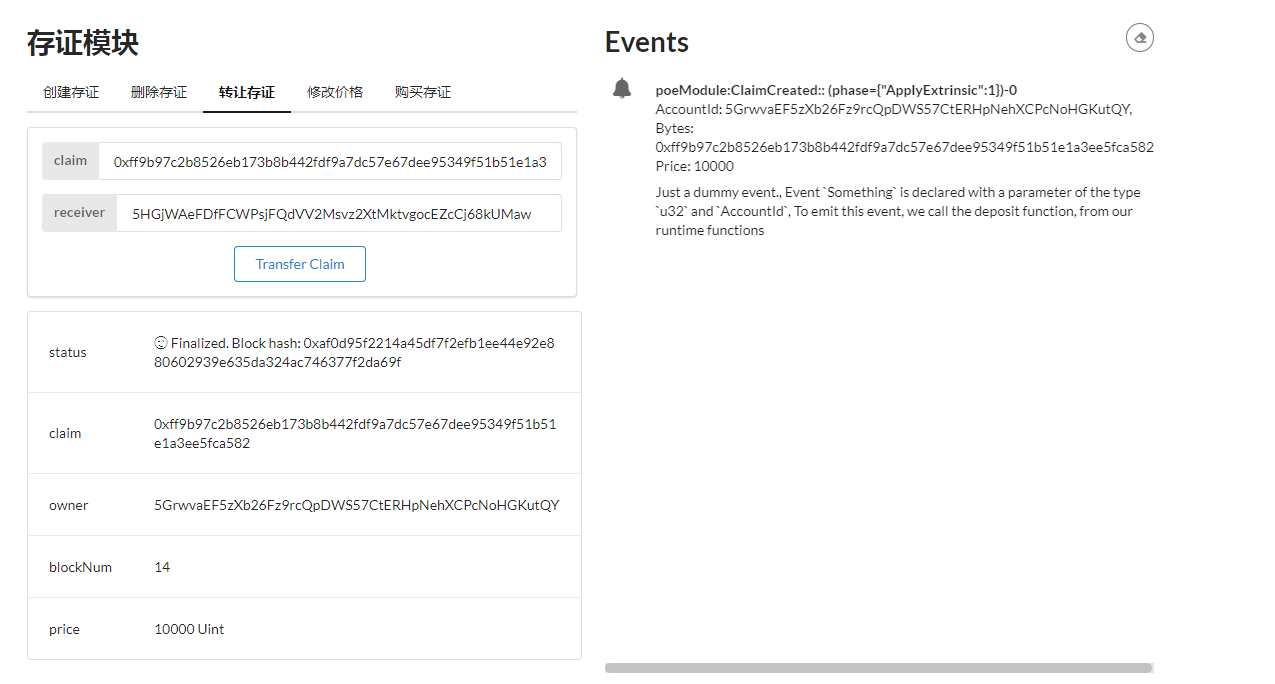 存证模块
创建存证 删除存证 转让存证 修改价格 购买存证
claim 0xff9b97c2b8526eb173b8b442fdf9a7dc57e67dee95349f51b51e1a3
receiver 5HGjWAeFDfFCWPsjFQdVV2Msvz2XtMktvgocEZcCj68kUMaw
Transfer Claim
status Finalized. Block hash: 0xaf0d95f2214a45df7f2efb1ee44e92e8
80602939e635da324ac746377f2da69f
claim 0xff9b97c2b8526eb173b8b442fdf9a7dc57e67dee95349f51b51
e1a3ee5fca582
owner 5GrwvaEF5zXb26Fz9rcQpDWS57CtERHpNehXCPcNoHGKutQY
blockNum 14
price 10000 Uint
Events
poeModule:ClaimCreated:: (phase={"ApplyExtrinsic":1})-0
AccountId: 5GrwvaEF5zXb26Fz9rcQpDWS57CtERHpNehXCPcNoHGKutQY,
Bytes:
0xff9b97c2b8526eb173b8b442fdf9a7dc57e67dee95349f51b51e1a3ee5fca582
Price: 10000
Just a dummy event., Event `Something` is declared with a parameter of the type
`u32` and `AccountId`, To emit this event, we call the deposit function, from our
runtime functions